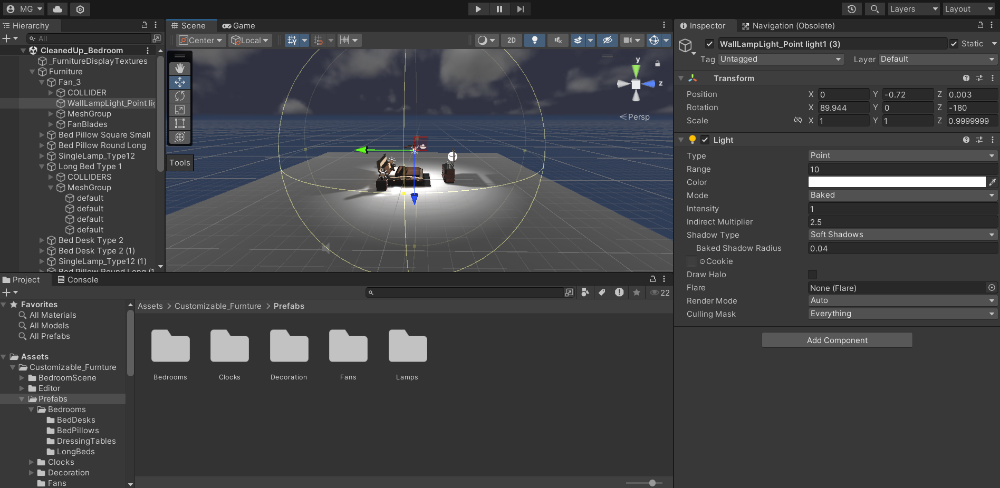 MG
Layers
Layout
Hierarchy
All
CleanedUp_Bedroom
_FurnitureDisplayTextures
Furniture
Fan_3
COLLIDER
WallLampLight_Point lig
MeshGroup
FanBlades
Bed Pillow Square Small
Bed Pillow Round Long
SingleLamp_Type12
Long Bed Type 1
COLLIDERS
MeshGroup
default
default
default
default
Bed Desk Type 2
Bed Desk Type 2 (1)
SingleLamp_Type12 (1)
Bed Pillow Round Long (1
Scene
Game
Center
Local
2D
y
z
Persp
Tools
Inspector
Navigation (Obsolete)
WallLampLight_Point light1 (3)
Static
Tag Untagged
Layer Default
Transform
Position X 0 Y -0.72 Z 0.003
Rotation X 89.944 Y 0 Z -180
Scale X 1 Y 1 Z 0.9999999
Light
Type Point
Range 10
Color
Mode Baked
Intensity 1
Indirect Multiplier 2.5
Shadow Type Soft Shadows
Baked Shadow Radius 0.04
Cookie
Draw Halo
Flare None (Flare)
Render Mode Auto
Culling Mask Everything
Add Component
Project
Console
22
Favorites
All Materials
All Models
All Prefabs
Assets
Customizable_Furnture
BedroomScene
Editor
Prefabs
Bedrooms
BedDesks
BedPillows
DressingTables
LongBeds
Clocks
Decoration
Fans
Assets > Customizable_Furnture > Prefabs
Bedrooms
Clocks
Decoration
Fans
Lamps